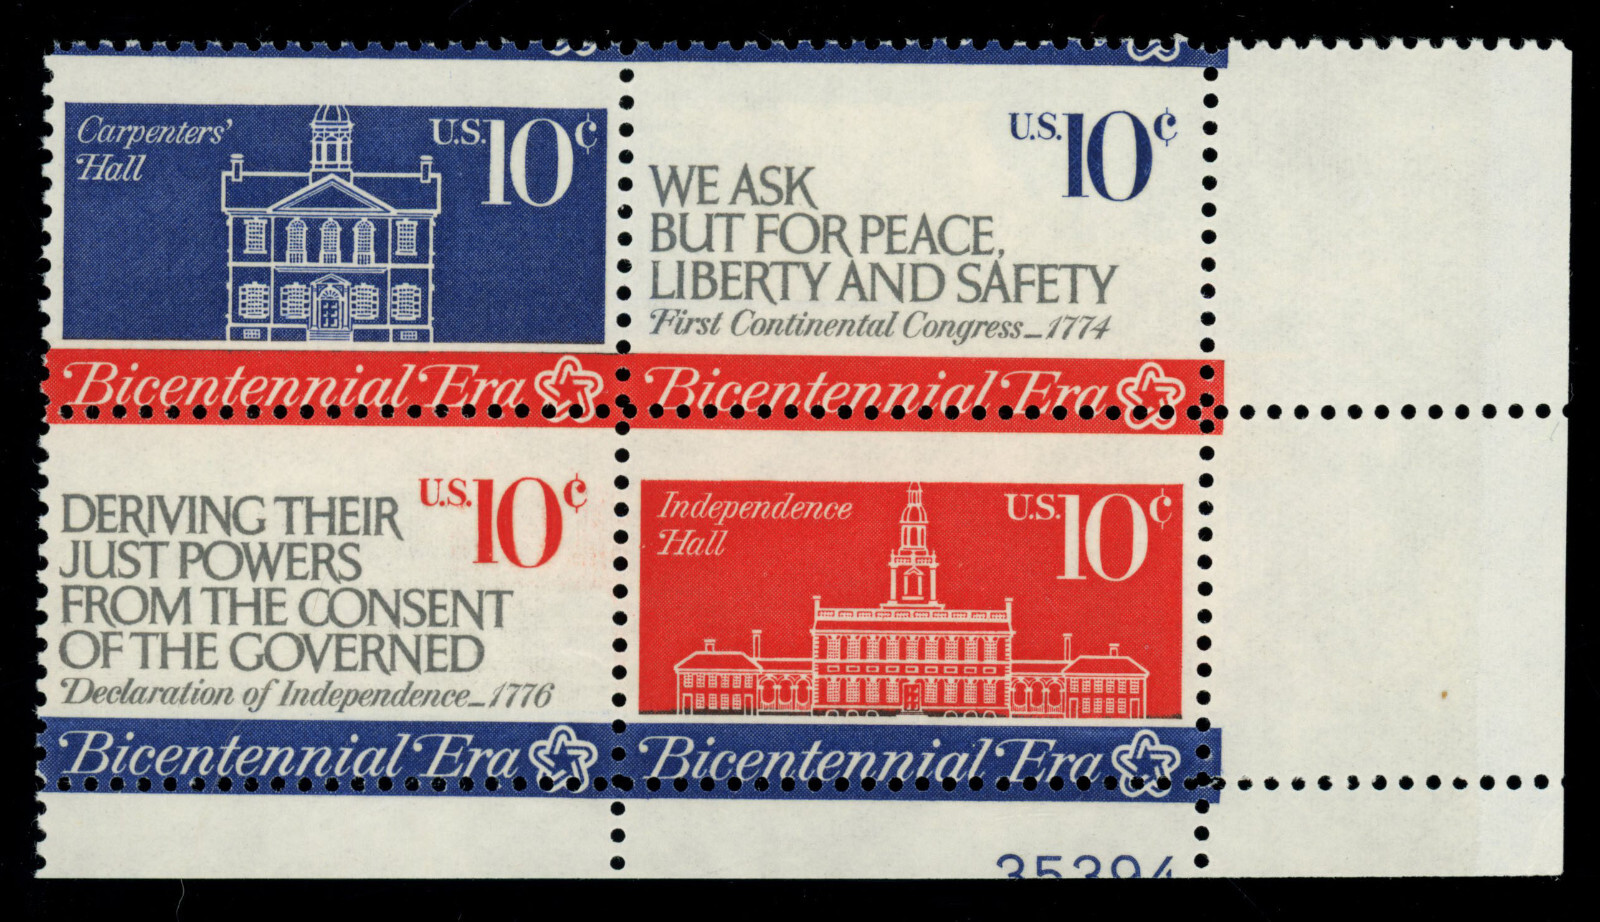 Carpenters'
Hall
U.S. 10¢
Bicentennial Era
U.S. 10¢
WE ASK
BUT FOR PEACE,
LIBERTY AND SAFETY
First Continental Congress_1774
Bicentennial Era
U.S. 10¢
DERIVING THEIR
JUST POWERS
FROM THE CONSENT
OF THE GOVERNED
Declaration of Independence_1776
Bicentennial Era
Independence
Hall
U.S. 10¢
Bicentennial Era
35394